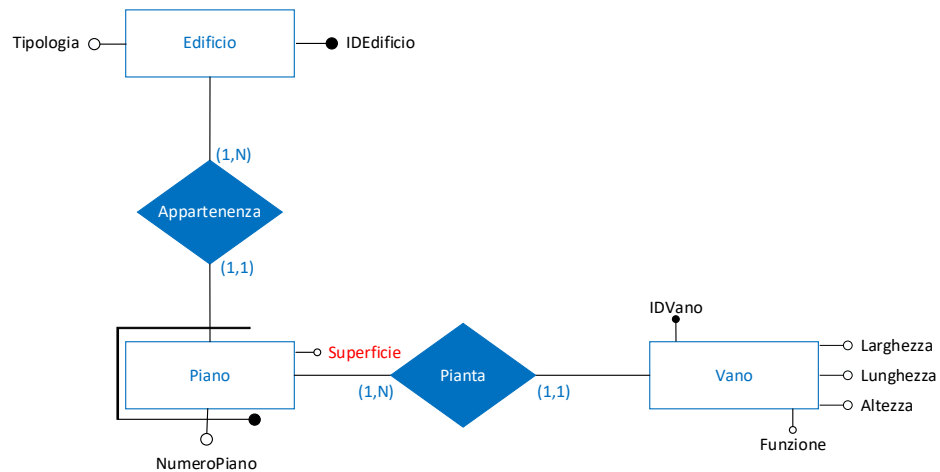 Tipologia
Edificio
IDEdificio
(1,N)
Appartenenza
(1,1)
IDVano
Superficie
Larghezza
Piano
Pianta
Vano
Lunghezza
(1,N)
(1,1)
Altezza
Funzione
NumeroPiano